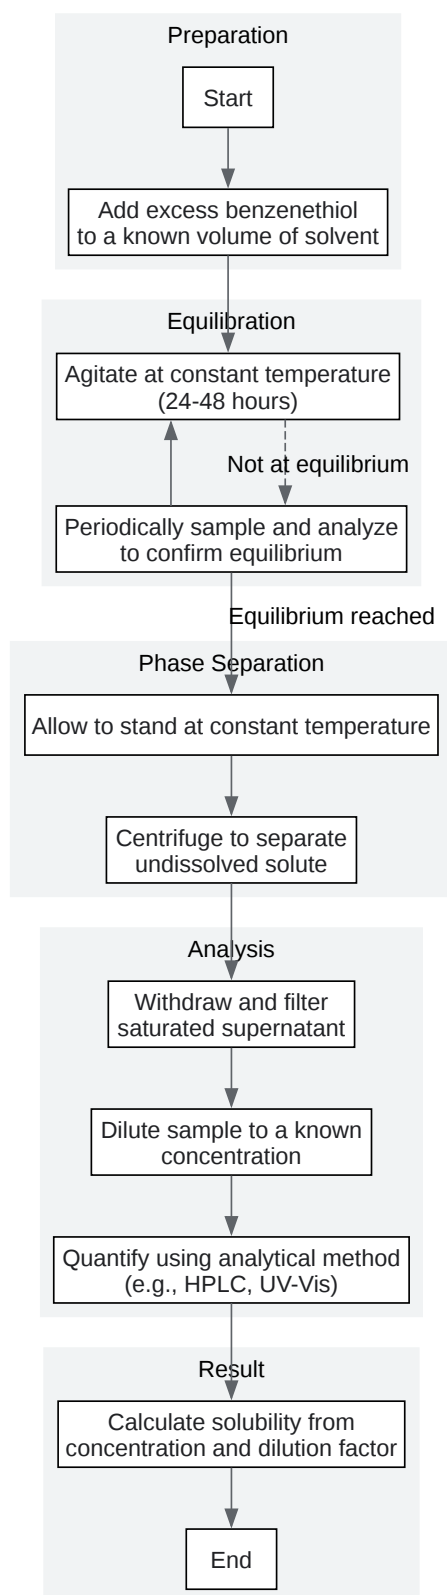 Preparation
Start
Add excess benzenethiol
to a known volume of solvent
Equilibration
Agitate at constant temperature
(24-48 hours)
Not at equilibrium
Periodically sample and analyze
to confirm equilibrium
Equilibrium reached
Phase Separation
Allow to stand at constant temperature
Centrifuge to separate
undissolved solute
Analysis
Withdraw and filter
saturated supernatant
Dilute sample to a known
concentration
Quantify using analytical method
(e.g., HPLC, UV-Vis)
Result
Calculate solubility from
concentration and dilution factor
End